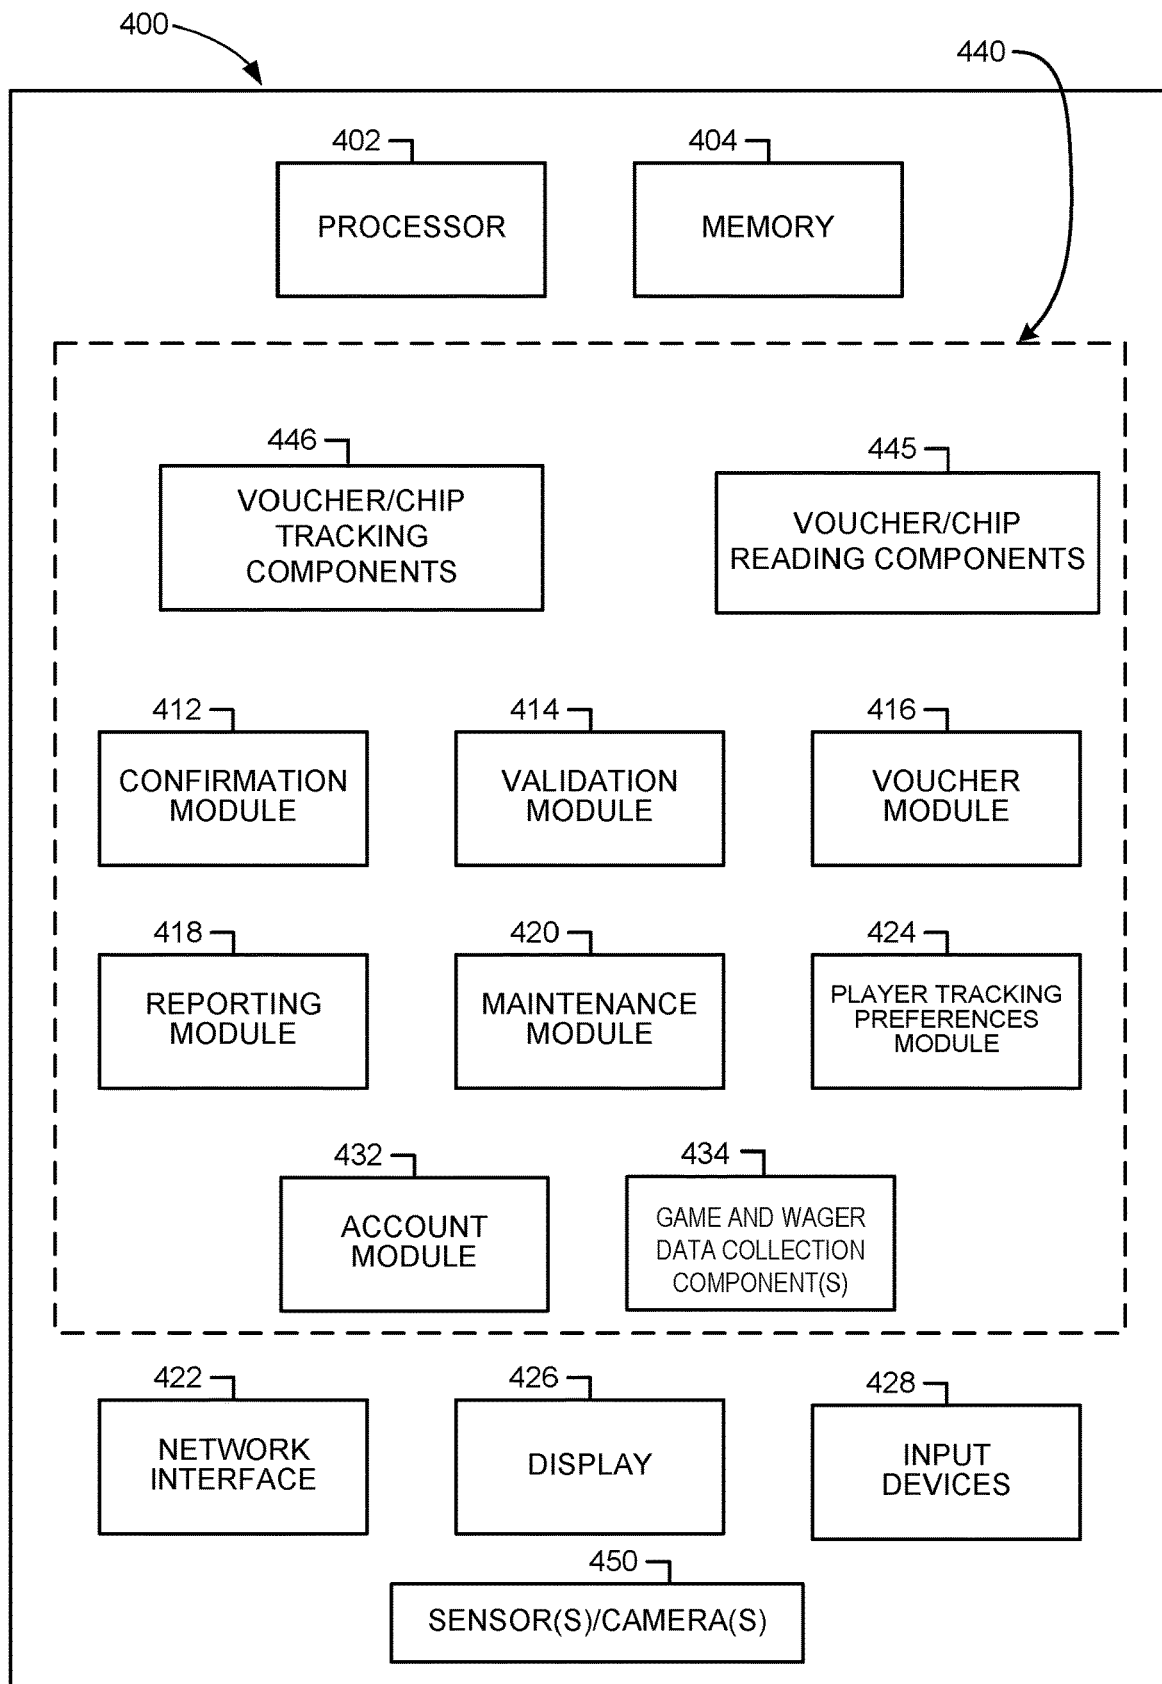 400
440
402
404
PROCESSOR
MEMORY
446
445
VOUCHER/CHIP
TRACKING
COMPONENTS
VOUCHER/CHIP
READING COMPONENTS
412
414
416
CONFIRMATION
MODULE
VALIDATION
MODULE
VOUCHER
MODULE
418
420
424
REPORTING
MODULE
MAINTENANCE
MODULE
PLAYER TRACKING
PREFERENCES
MODULE
432
434
ACCOUNT
MODULE
GAME AND WAGER
DATA COLLECTION
COMPONENT(S)
422
426
428
NETWORK
INTERFACE
DISPLAY
INPUT
DEVICES
450
SENSOR(S)/CAMERA(S)